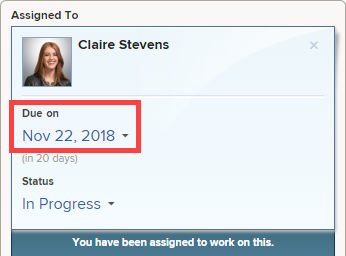 Assigned To
Claire Stevens
×
Due on
Nov 22, 2018
(in 20 days)
Status
In Progress
You have been assigned to work on this.